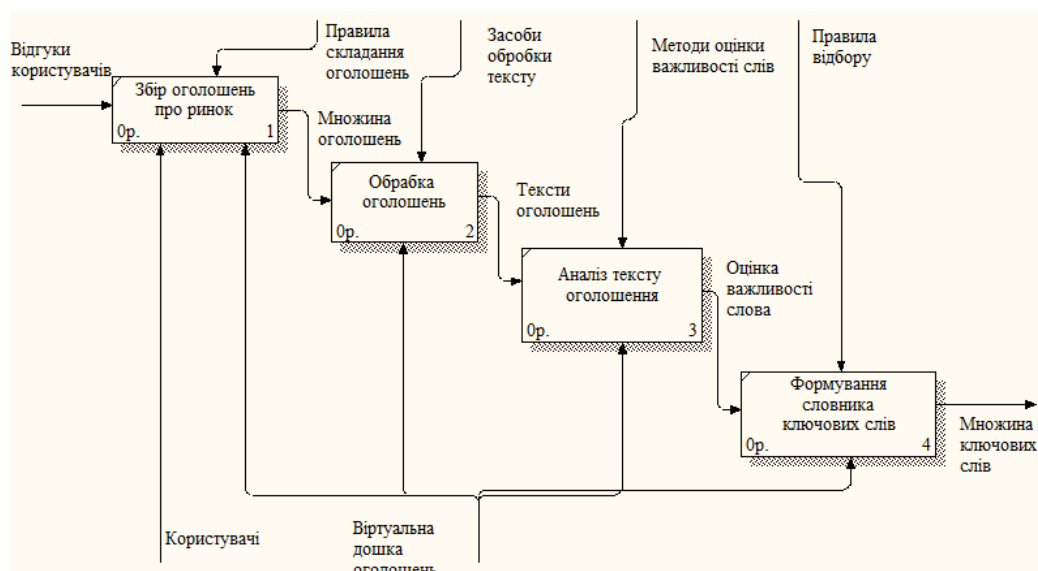 Відгуки
користувачів
Правила
складання
оголошень
Засоби
обробки
тексту
Методи оцінки
важливості слів
Правила
відбору
Збір оголошень
про ринок
0р.
1
Множина
оголошень
Обрабка
оголошень
0р.
2
Тексти
оголошень
Аналіз тексту
оголошення
0р.
3
Оцінка
важливості
слова
Формування
словника
ключових слів
0р.
4
Множина
ключових
слів
Користувачі
Віртуальна
дошка
оголошень